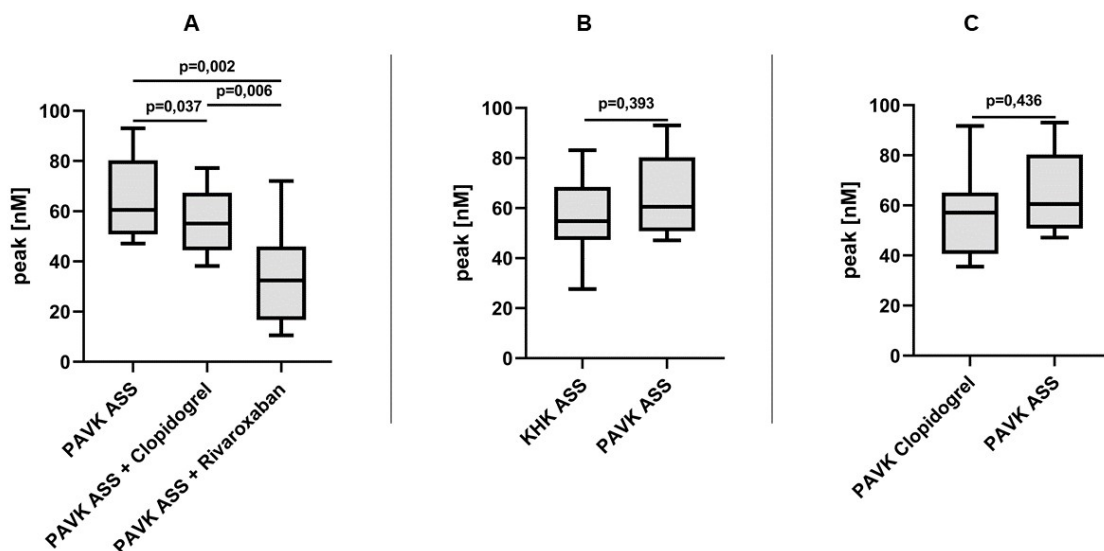 A
p=0,002
p=0,037
p=0,006
100
80
60
40
20
0
peak [nM]
PAVK ASS
PAVK ASS + Clopidogrel
PAVK ASS + Rivaroxaban
B
p=0,393
100
80
60
40
20
0
peak [nM]
KHK ASS
PAVK ASS
C
p=0,436
100
80
60
40
20
0
peak [nM]
PAVK Clopidogrel
PAVK ASS